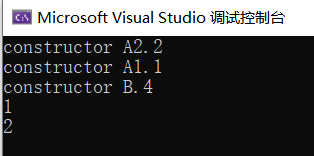 Microsoft Visual Studio 调试控制台
constructor A2.2
constructor A1.1
constructor B.4
1
2